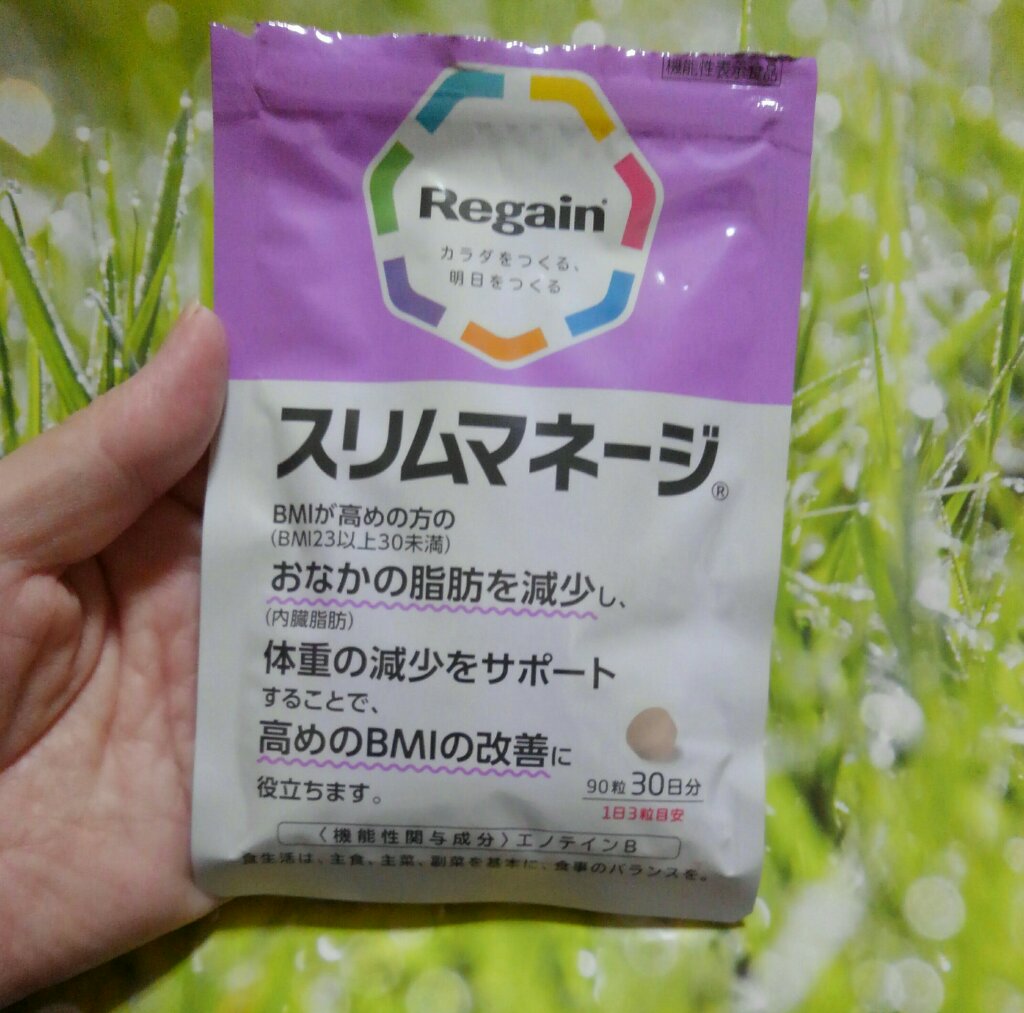 機能性表示食品
Regain®
カラダをつくる、
明日をつくる
スリムマネージ®
BMIが高めの方の
(BMI23以上30未満)
おなかの脂肪を減少し、
(内臓脂肪)
体重の減少をサポート
することで、
高めのBMIの改善に
役立ちます。
90粒 30日分
1日3粒目安
〈機能性関与成分〉エノテインB
食生活は、主食、主菜、副菜を基本に、食事のバランスを。